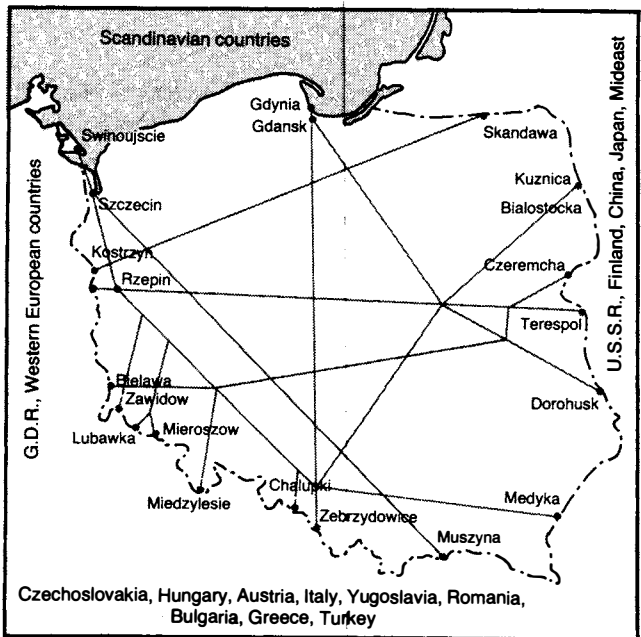 Scandinavian countries
Gdynia
Gdansk
Swinoujscie
Skandawa
Szczecin
Kuznica
Bialostocka
Kostrzyn
Czeremcha
Rzepin
Terespol
G.D.R., Western European countries
U.S.S.R., Finland, China, Japan, Mideast
Bielawa
Zawidow
Dorohusk
Lubawka
Mieroszow
Miedzylesie
Chalupki
Medyka
Zebrzydowice
Muszyna
Czechoslovakia, Hungary, Austria, Italy, Yugoslavia, Romania,
Bulgaria, Greece, Turkey